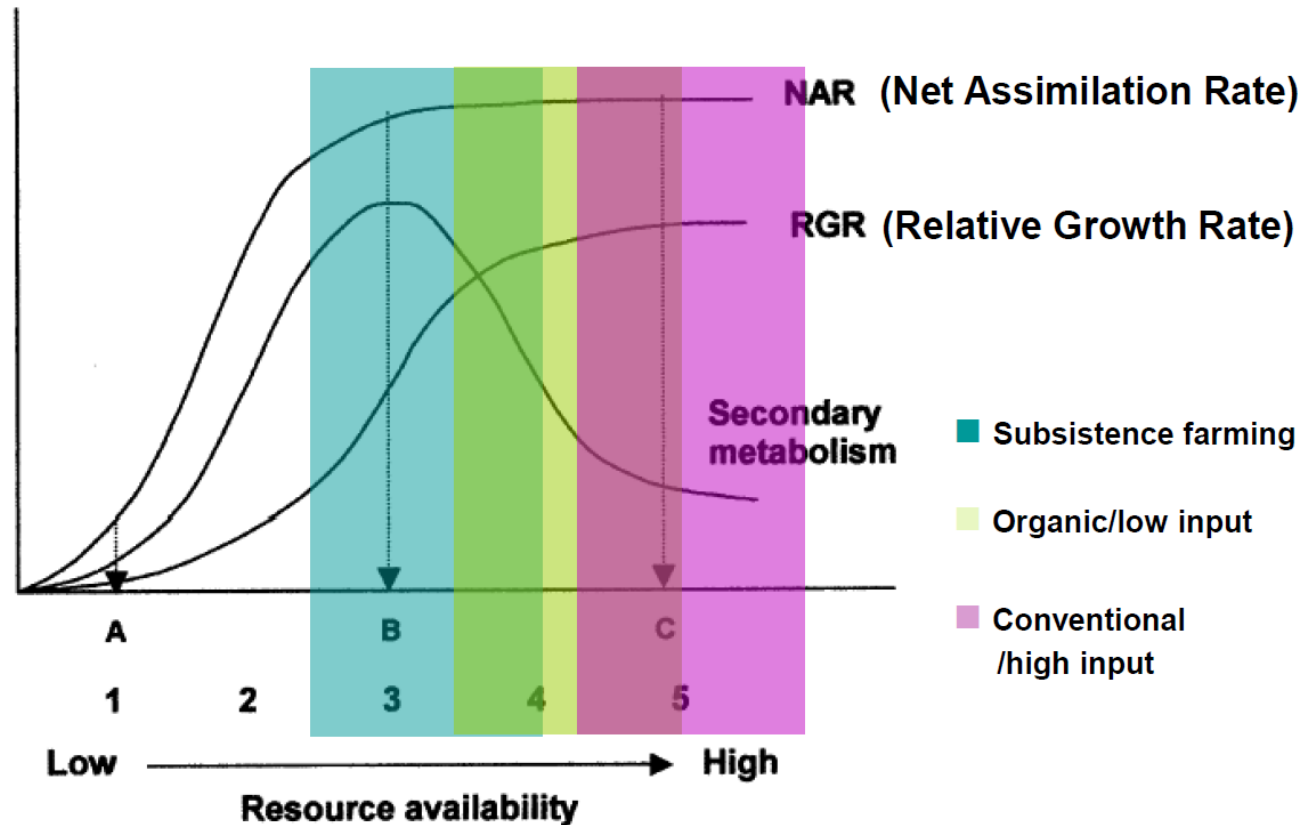 NAR (Net Assimilation Rate)
RGR (Relative Growth Rate)
Secondary
metabolism
Subsistence farming
Organic/low input
Conventional
/high input
A B C
1 2 3 4 5
Low High
Resource availability